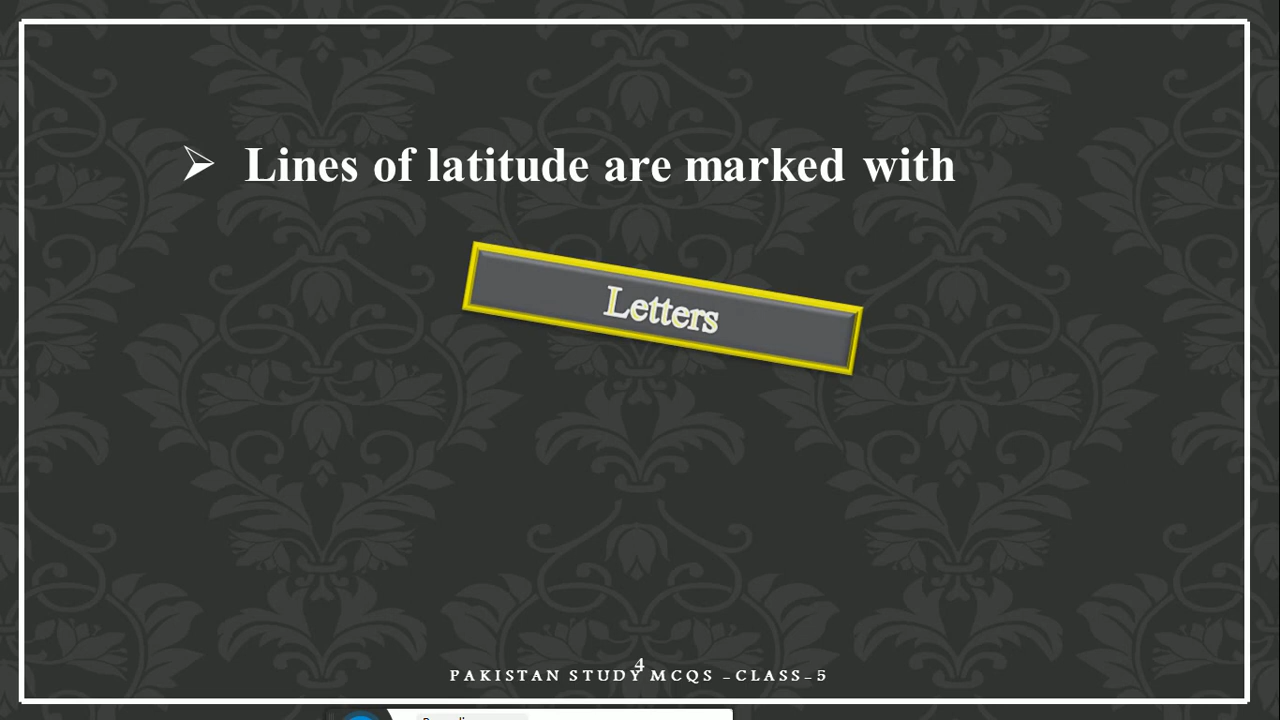 Lines of latitude are marked with
Letters
4
PAKISTAN STUDY MCQS –CLASS–5